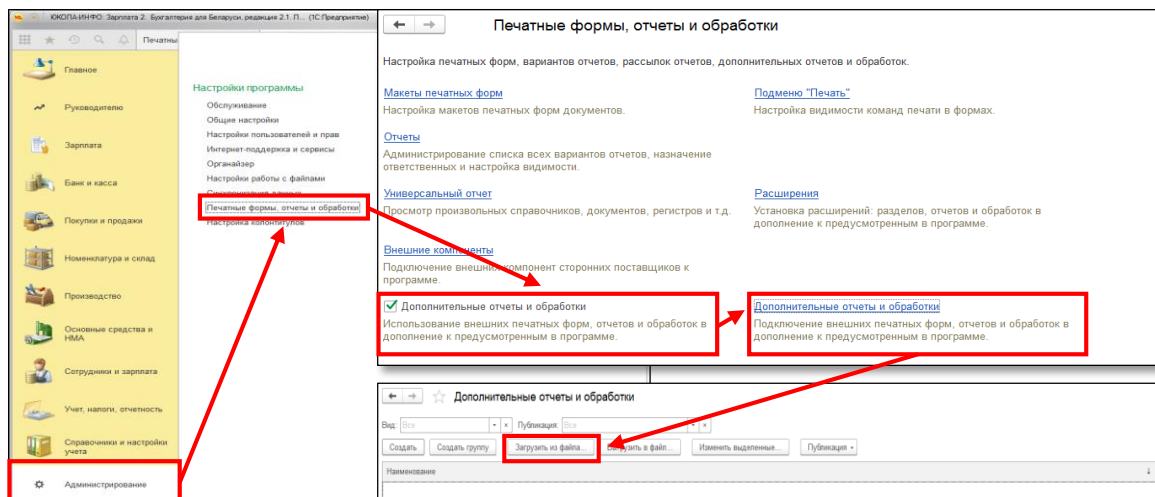 ЮКОЛА-ИНФО: Зарплата 2. Бухгалтерия для Беларуси, редакция 2.1. П... (1С:Предприятие)
Печатны
Главное
Руководителю
Зарплата
Банк и касса
Покупки и продажи
Номенклатура и склад
Производство
Основные средства и
НМА
Сотрудники и зарплата
Учет, налоги, отчетность
Справочники и настройки
учета
Администрирование
Настройки программы
Обслуживание
Общие настройки
Настройки пользователей и прав
Интернет-поддержка и сервисы
Органайзер
Настройки работы с файлами
Синхронизация данных
Печатные формы, отчеты и обработки
Настройка колонтитулов
Печатные формы, отчеты и обработки
Настройка печатных форм, вариантов отчетов, рассылок отчетов, дополнительных отчетов и обработок.
Макеты печатных форм
Настройка макетов печатных форм документов.
Подменю "Печать"
Настройка видимости команд печати в формах.
Отчеты
Администрирование списка всех вариантов отчетов, назначение
ответственных и настройка видимости.
Универсальный отчет
Просмотр произвольных справочников, документов, регистров и т.д.
Расширения
Установка расширений: разделов, отчетов и обработок в
дополнение к предусмотренным в программе.
Внешние компоненты
Подключение внешних компонент сторонних поставщиков к
программе.
Дополнительные отчеты и обработки
Использование внешних печатных форм, отчетов и обработок в
дополнение к предусмотренным в программе.
Дополнительные отчеты и обработки
Подключение внешних печатных форм, отчетов и обработок в
дополнение к предусмотренным в программе.
Дополнительные отчеты и обработки
Вид: Все Публикация: Все
Создать Создать группу Загрузить из файла... Выгрузить в файл... Изменить выделенные... Публикация
Наименование